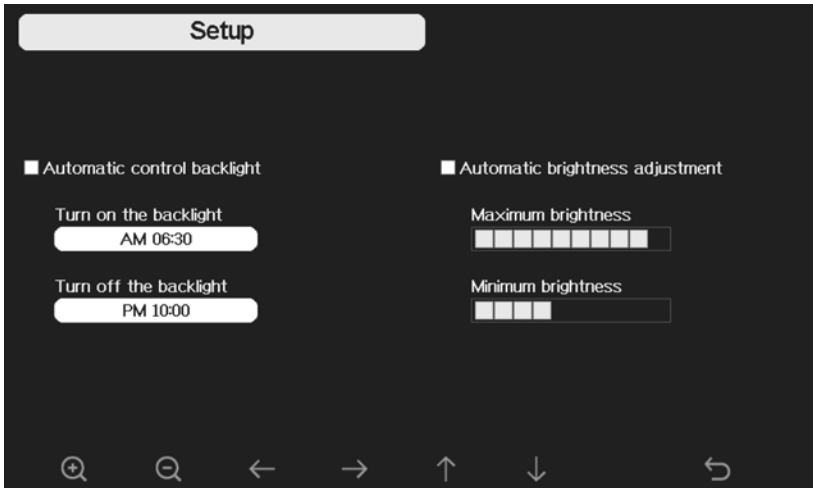 Setup
Automatic control backlight
Turn on the backlight
AM 06:30
Turn off the backlight
PM 10:00
Automatic brightness adjustment
Maximum brightness
Minimum brightness